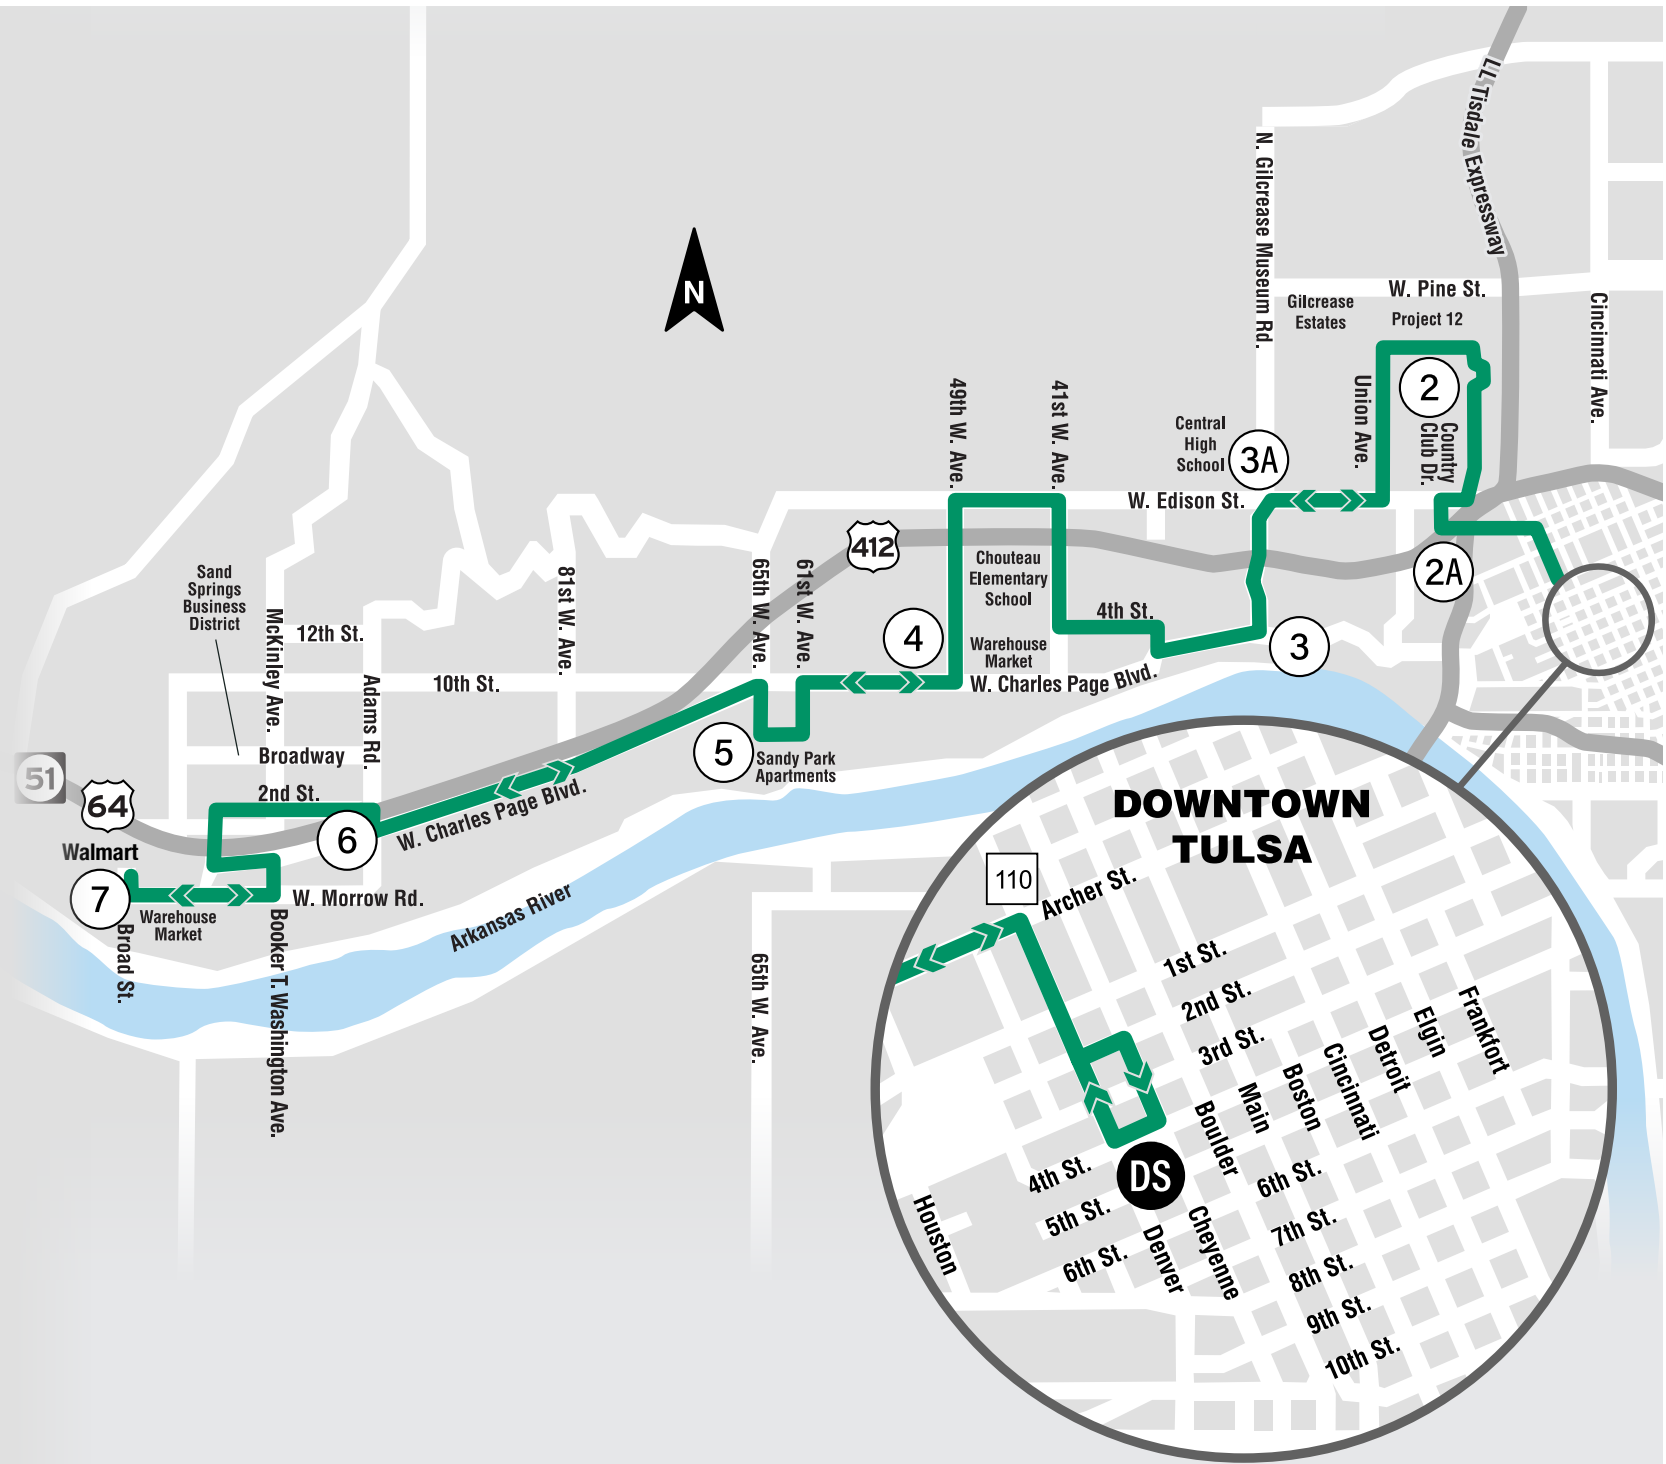 LL Tisdale Expressway
N. Gilcrease Museum Rd.
W. Pine St.
Gilcrease
Estates
Project 12
Cincinnati Ave.
N
2
Union Ave.
Country
Club Dr.
49th W. Ave.
41st W. Ave.
Central
High
School
3A
W. Edison St.
412
Chouteau
Elementary
School
2A
Sand
Springs
Business
District
McKinley Ave.
12th St.
81st W. Ave.
65th W. Ave.
61st W. Ave.
4th St.
4
3
Warehouse
Market
W. Charles Page Blvd.
10th St.
Adams Rd.
5
Sandy Park
Apartments
Broadway
51
64
2nd St.
6
W. Charles Page Blvd.
Walmart
7
W. Morrow Rd.
Warehouse
Market
Broad St.
Booker T. Washington Ave.
Arkansas River
65th W. Ave.
DOWNTOWN
TULSA
110
Archer St.
1st St.
2nd St.
3rd St.
Frankfort
Elgin
Detroit
Cincinnati
Boston
Main
Boulder
4th St.
DS
5th St.
6th St.
6th St.
7th St.
8th St.
9th St.
10th St.
Houston
Denver
Cheyenne